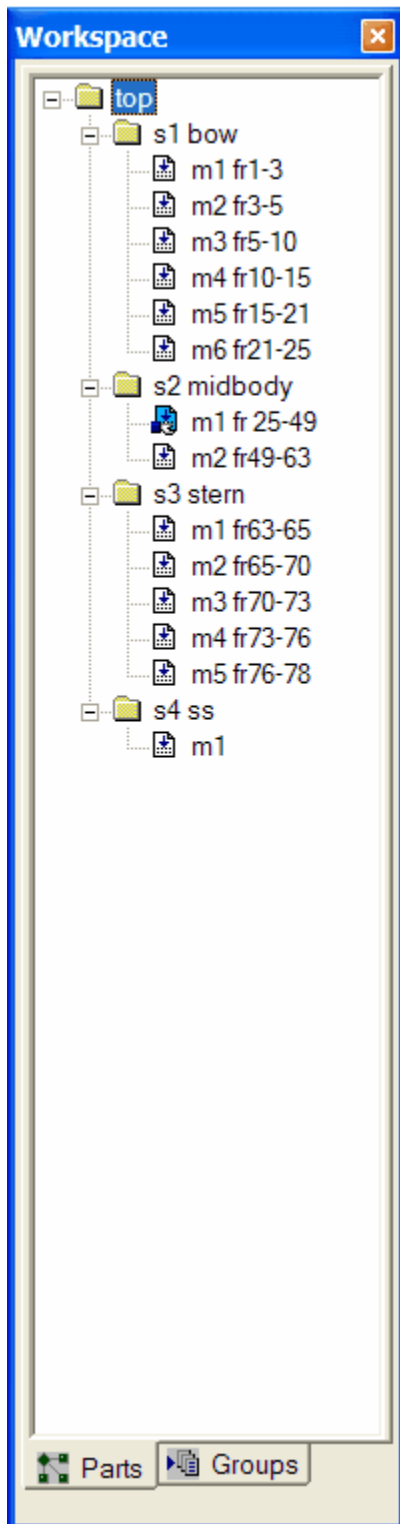 Workspace
top
s1 bow
m1 fr1-3
m2 fr3-5
m3 fr5-10
m4 fr10-15
m5 fr15-21
m6 fr21-25
s2 midbody
m1 fr 25-49
m2 fr49-63
s3 stern
m1 fr63-65
m2 fr65-70
m3 fr70-73
m4 fr73-76
m5 fr76-78
s4 ss
m1
Parts Groups